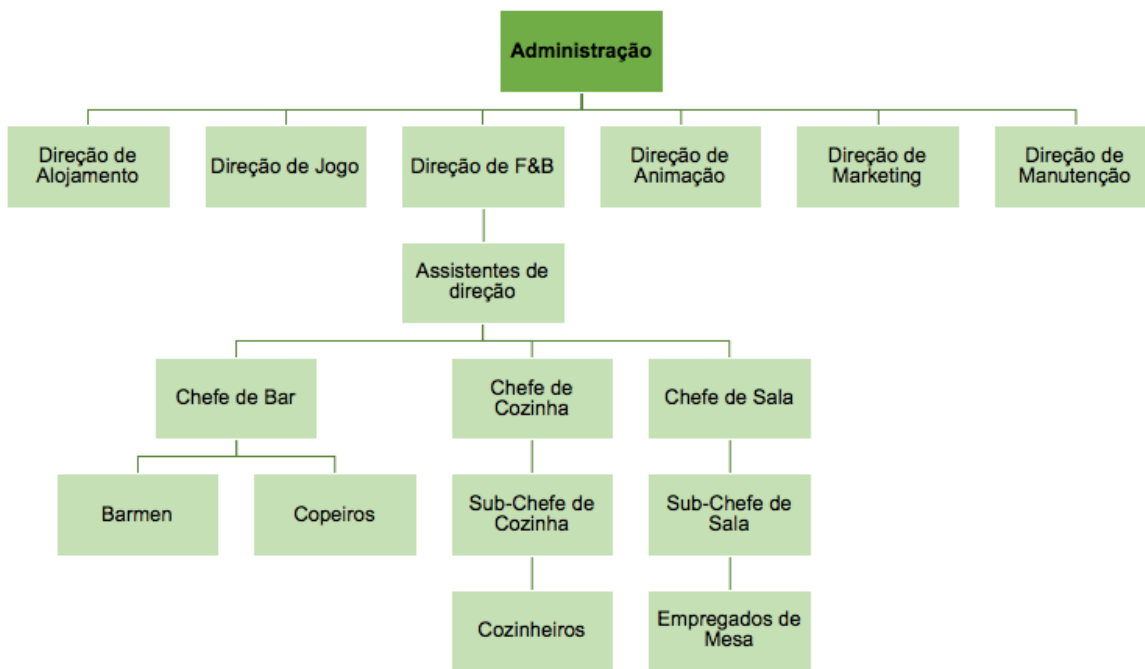 Administração
Direção de
Alojamento
Direção de Jogo
Direção de F&B
Direção de
Animação
Direção de
Marketing
Direção de
Manutenção
Assistentes de
direção
Chefe de Bar
Chefe de
Cozinha
Chefe de Sala
Barmen
Copeiros
Sub-Chefe de
Cozinha
Sub-Chefe de
Sala
Cozinheiros
Empregados de
Mesa